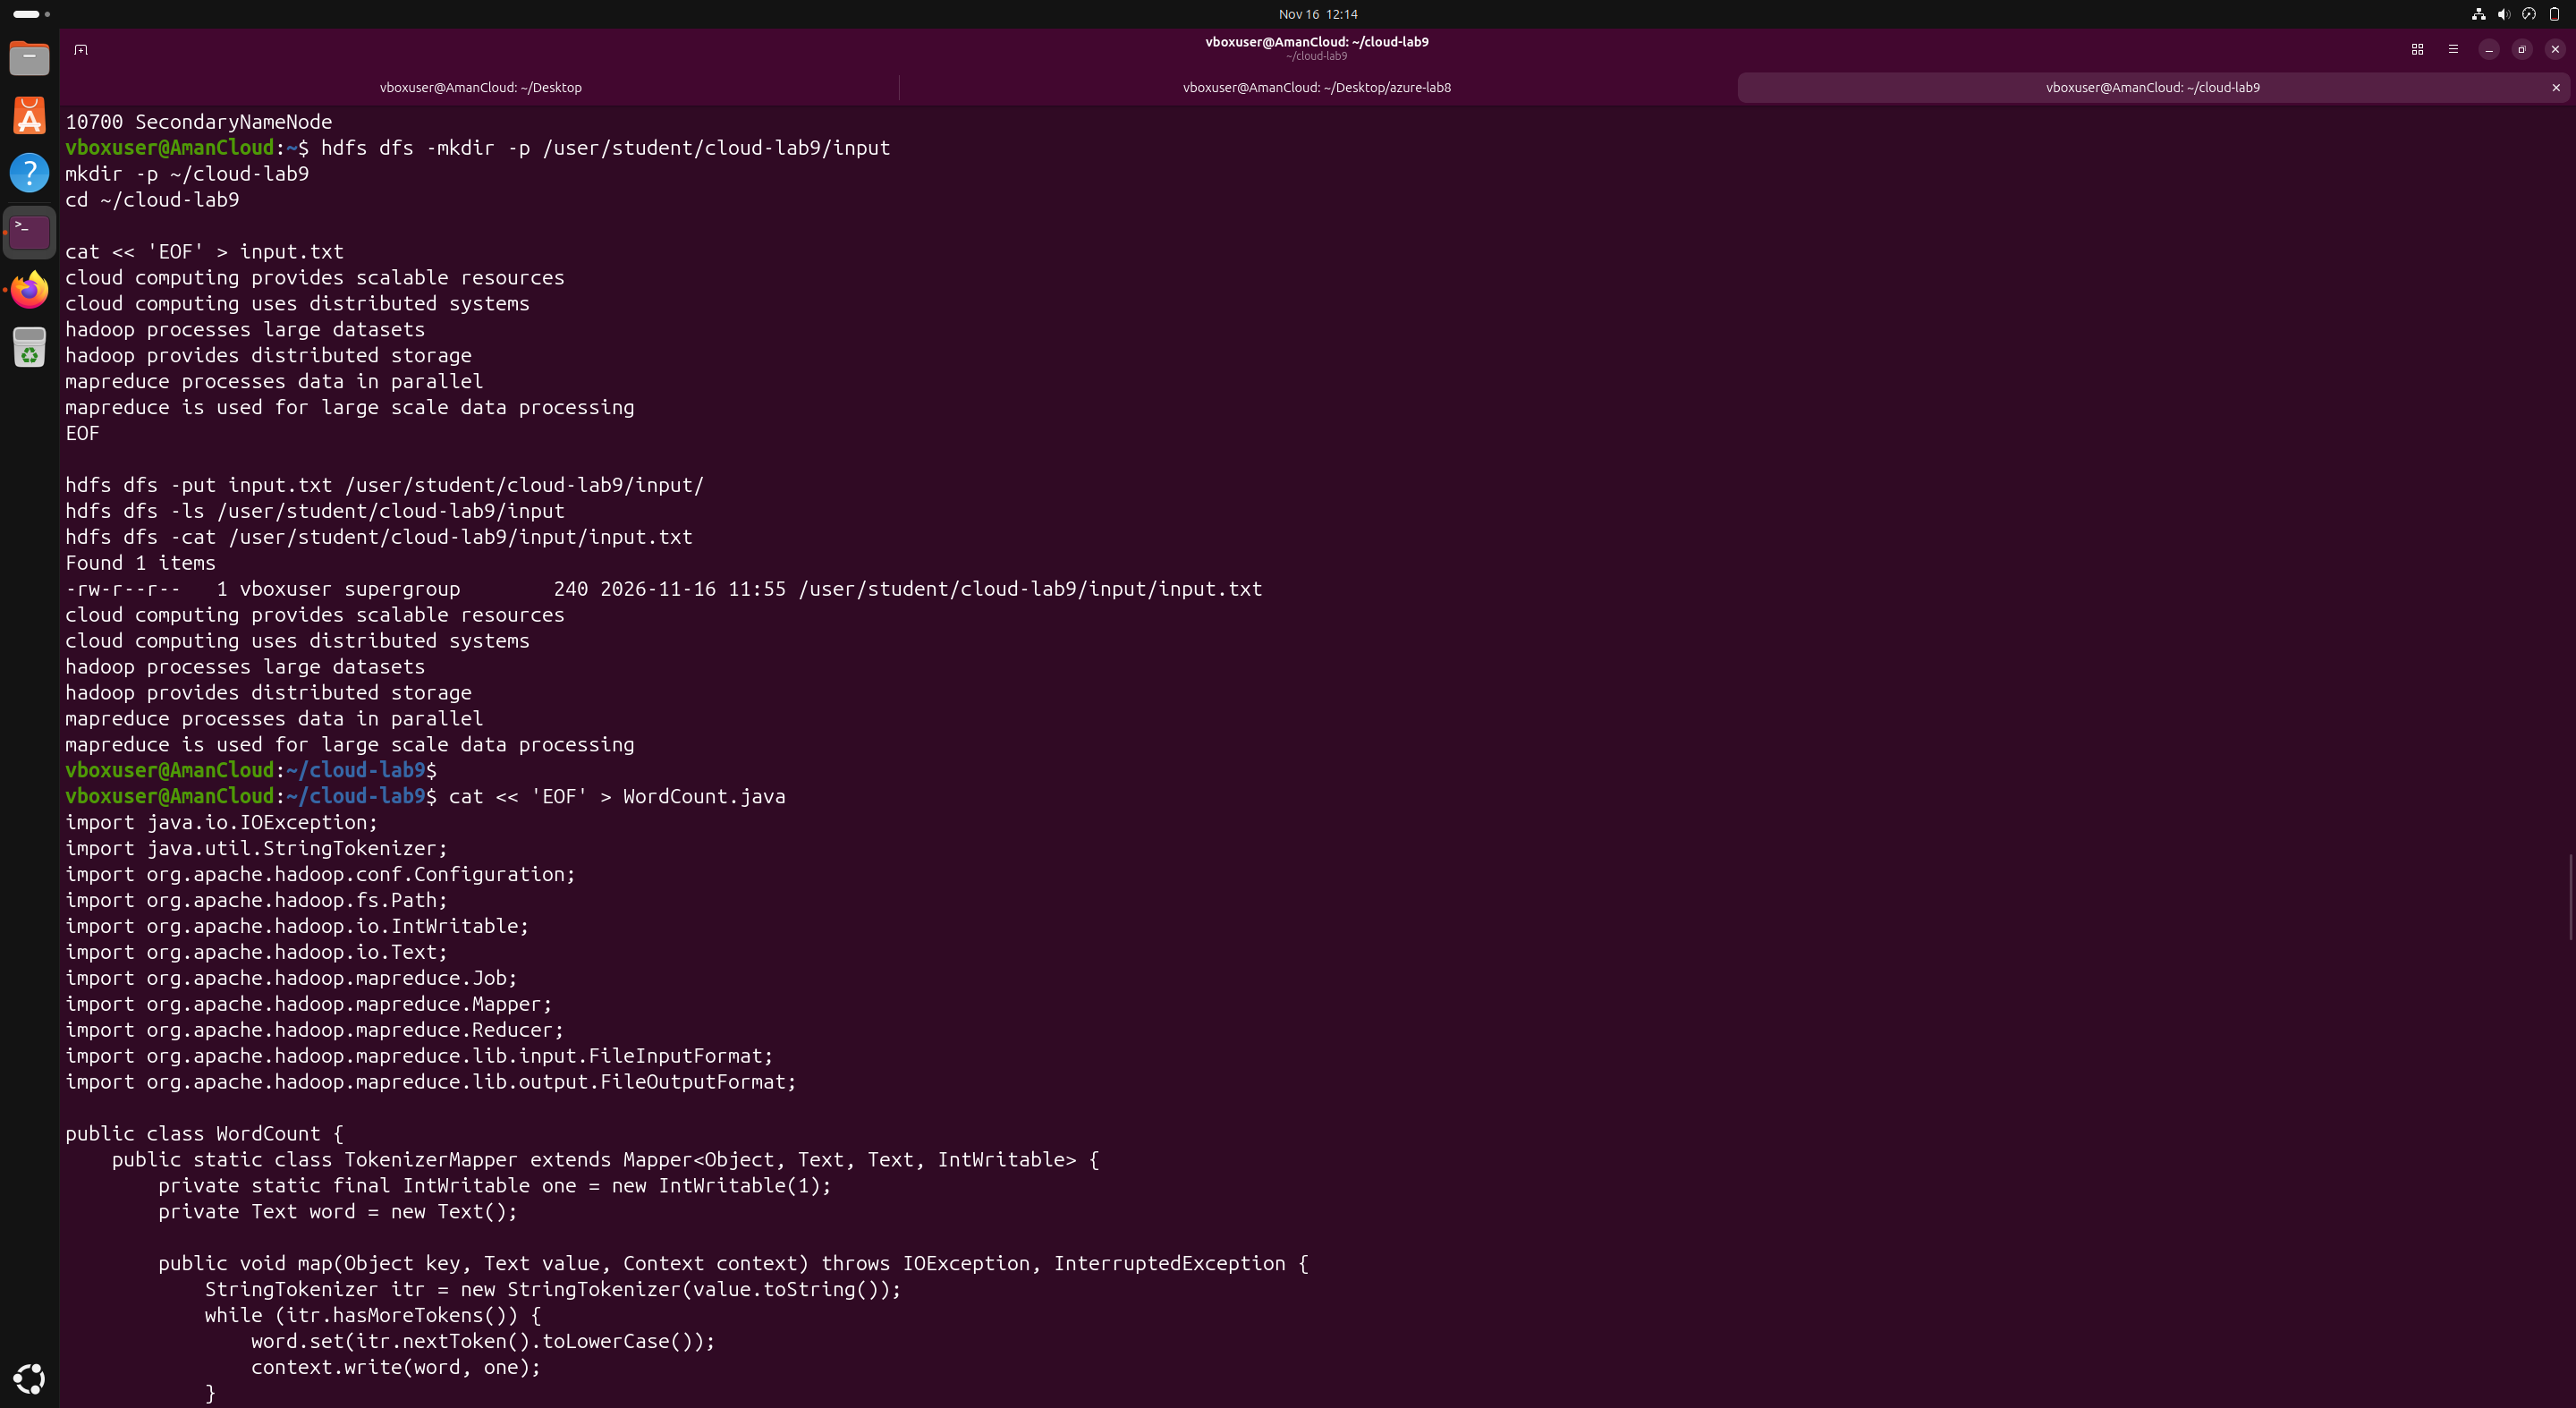 Nov 16 12:14
vboxuser@AmanCloud: ~/cloud-lab9
~/cloud-lab9
vboxuser@AmanCloud: ~/Desktop
vboxuser@AmanCloud: ~/Desktop/azure-lab8
vboxuser@AmanCloud: ~/cloud-lab9
10700 SecondaryNameNode
vboxuser@AmanCloud:~$ hdfs dfs -mkdir -p /user/student/cloud-lab9/input
mkdir -p ~/cloud-lab9
cd ~/cloud-lab9

cat << 'EOF' > input.txt
cloud computing provides scalable resources
cloud computing uses distributed systems
hadoop processes large datasets
hadoop provides distributed storage
mapreduce processes data in parallel
mapreduce is used for large scale data processing
EOF

hdfs dfs -put input.txt /user/student/cloud-lab9/input/
hdfs dfs -ls /user/student/cloud-lab9/input
hdfs dfs -cat /user/student/cloud-lab9/input/input.txt
Found 1 items
-rw-r--r--   1 vboxuser supergroup        240 2026-11-16 11:55 /user/student/cloud-lab9/input/input.txt
cloud computing provides scalable resources
cloud computing uses distributed systems
hadoop processes large datasets
hadoop provides distributed storage
mapreduce processes data in parallel
mapreduce is used for large scale data processing
vboxuser@AmanCloud:~/cloud-lab9$
vboxuser@AmanCloud:~/cloud-lab9$ cat << 'EOF' > WordCount.java
import java.io.IOException;
import java.util.StringTokenizer;
import org.apache.hadoop.conf.Configuration;
import org.apache.hadoop.fs.Path;
import org.apache.hadoop.io.IntWritable;
import org.apache.hadoop.io.Text;
import org.apache.hadoop.mapreduce.Job;
import org.apache.hadoop.mapreduce.Mapper;
import org.apache.hadoop.mapreduce.Reducer;
import org.apache.hadoop.mapreduce.lib.input.FileInputFormat;
import org.apache.hadoop.mapreduce.lib.output.FileOutputFormat;

public class WordCount {
    public static class TokenizerMapper extends Mapper<Object, Text, Text, IntWritable> {
        private static final IntWritable one = new IntWritable(1);
        private Text word = new Text();

        public void map(Object key, Text value, Context context) throws IOException, InterruptedException {
            StringTokenizer itr = new StringTokenizer(value.toString());
            while (itr.hasMoreTokens()) {
                word.set(itr.nextToken().toLowerCase());
                context.write(word, one);
            }